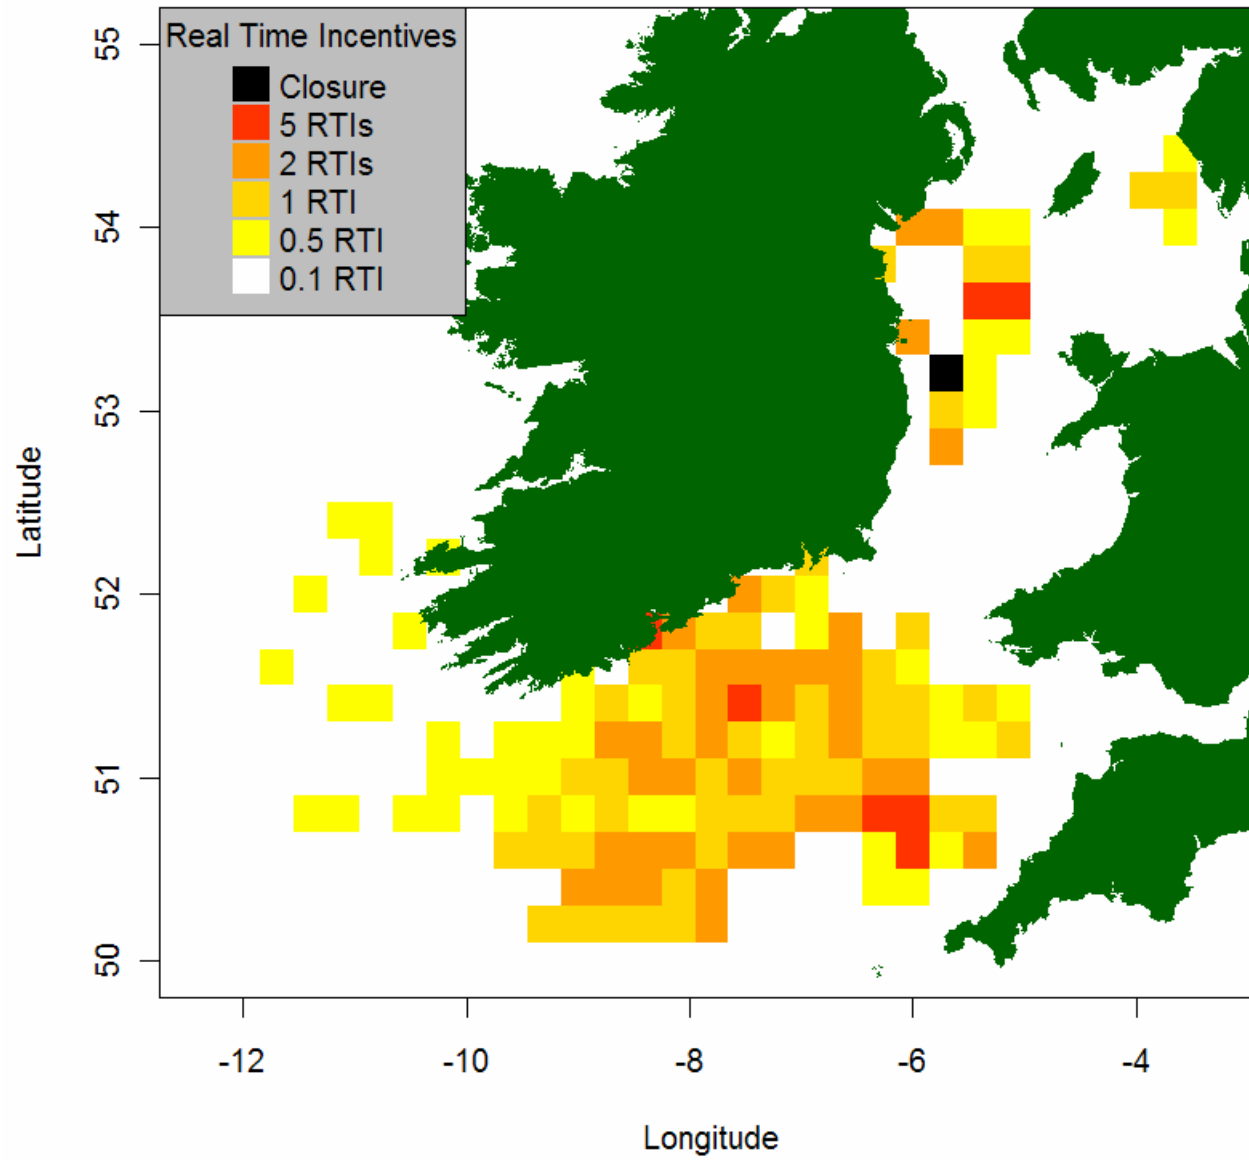 Real Time Incentives
Closure
5 RTIs
2 RTIs
1 RTI
0.5 RTI
0.1 RTI
55
54
53
52
51
50
Latitude
-12
-10
-8
-6
-4
Longitude